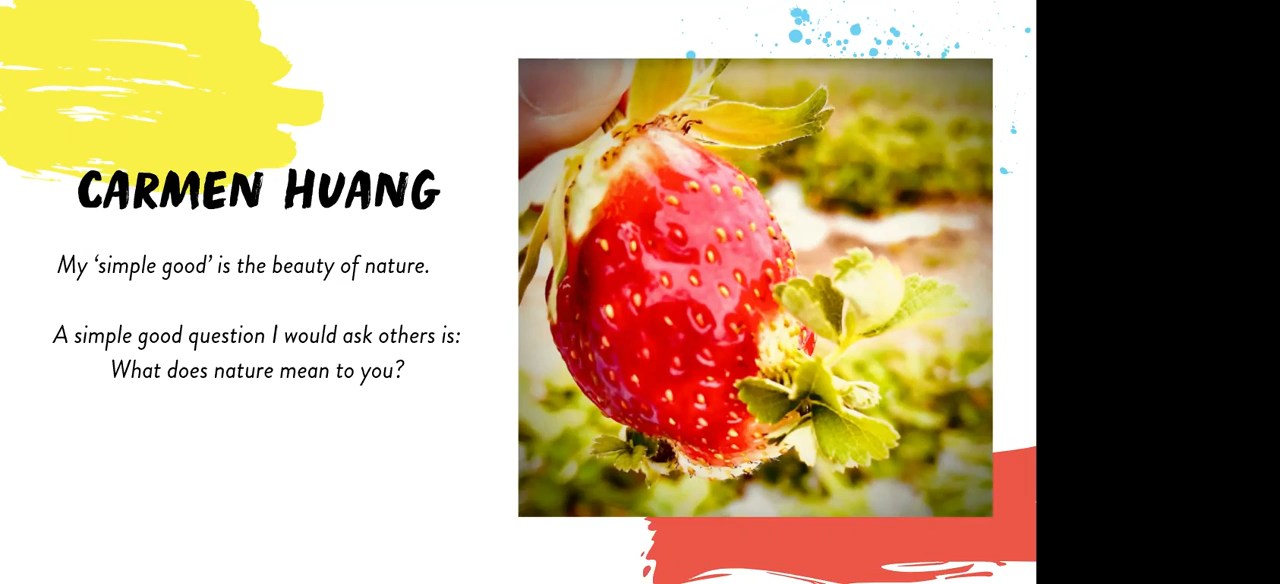 CARMEN HUANG
My ‘simple good’ is the beauty of nature.
A simple good question I would ask others is:
What does nature mean to you?